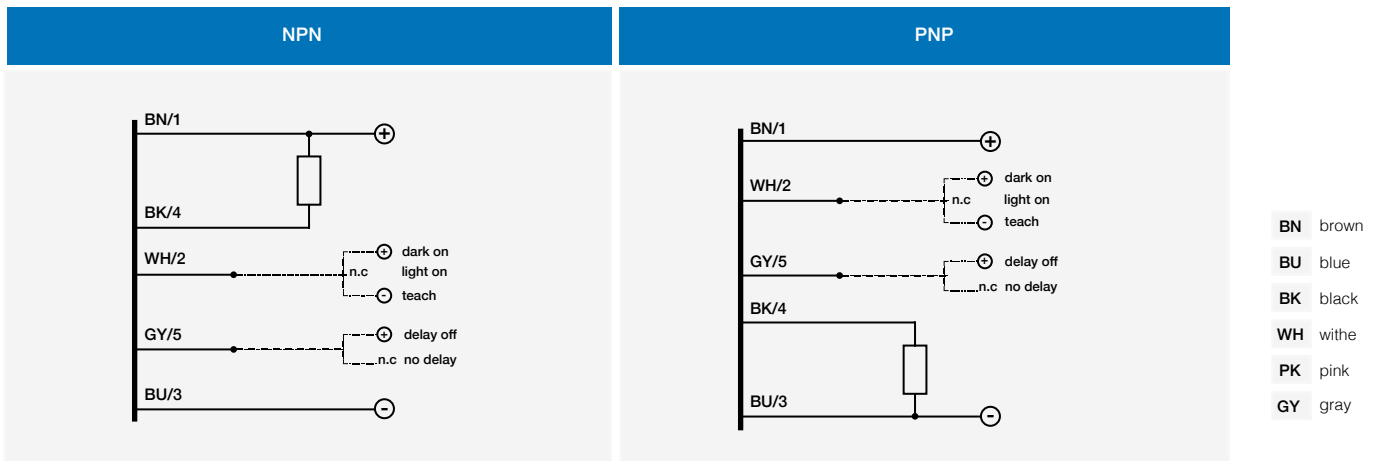 NPN
BN/1
+
BK/4
WH/2
+ dark on
n.c light on
- teach
GY/5
+ delay off
n.c no delay
BU/3
-
PNP
BN/1
+
WH/2
+ dark on
n.c light on
- teach
GY/5
+ delay off
n.c no delay
BK/4
BU/3
-
BN brown
BU blue
BK black
WH withe
PK pink
GY gray